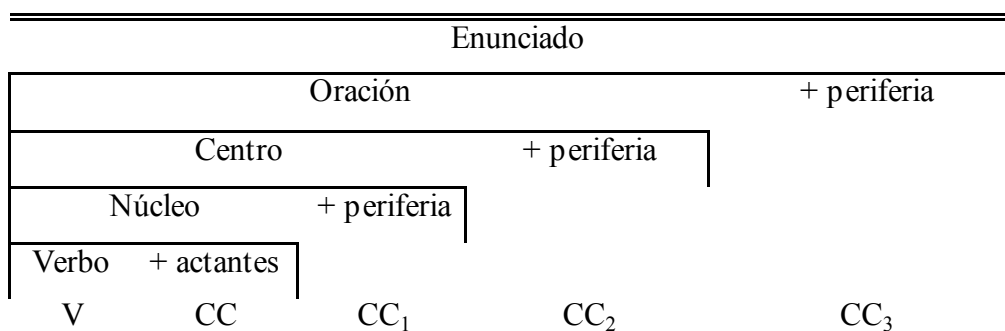 Enunciado
Oración + periferia
Centro + periferia
Núcleo + periferia
Verbo + actantes
V CC CC₁ CC₂ CC₃